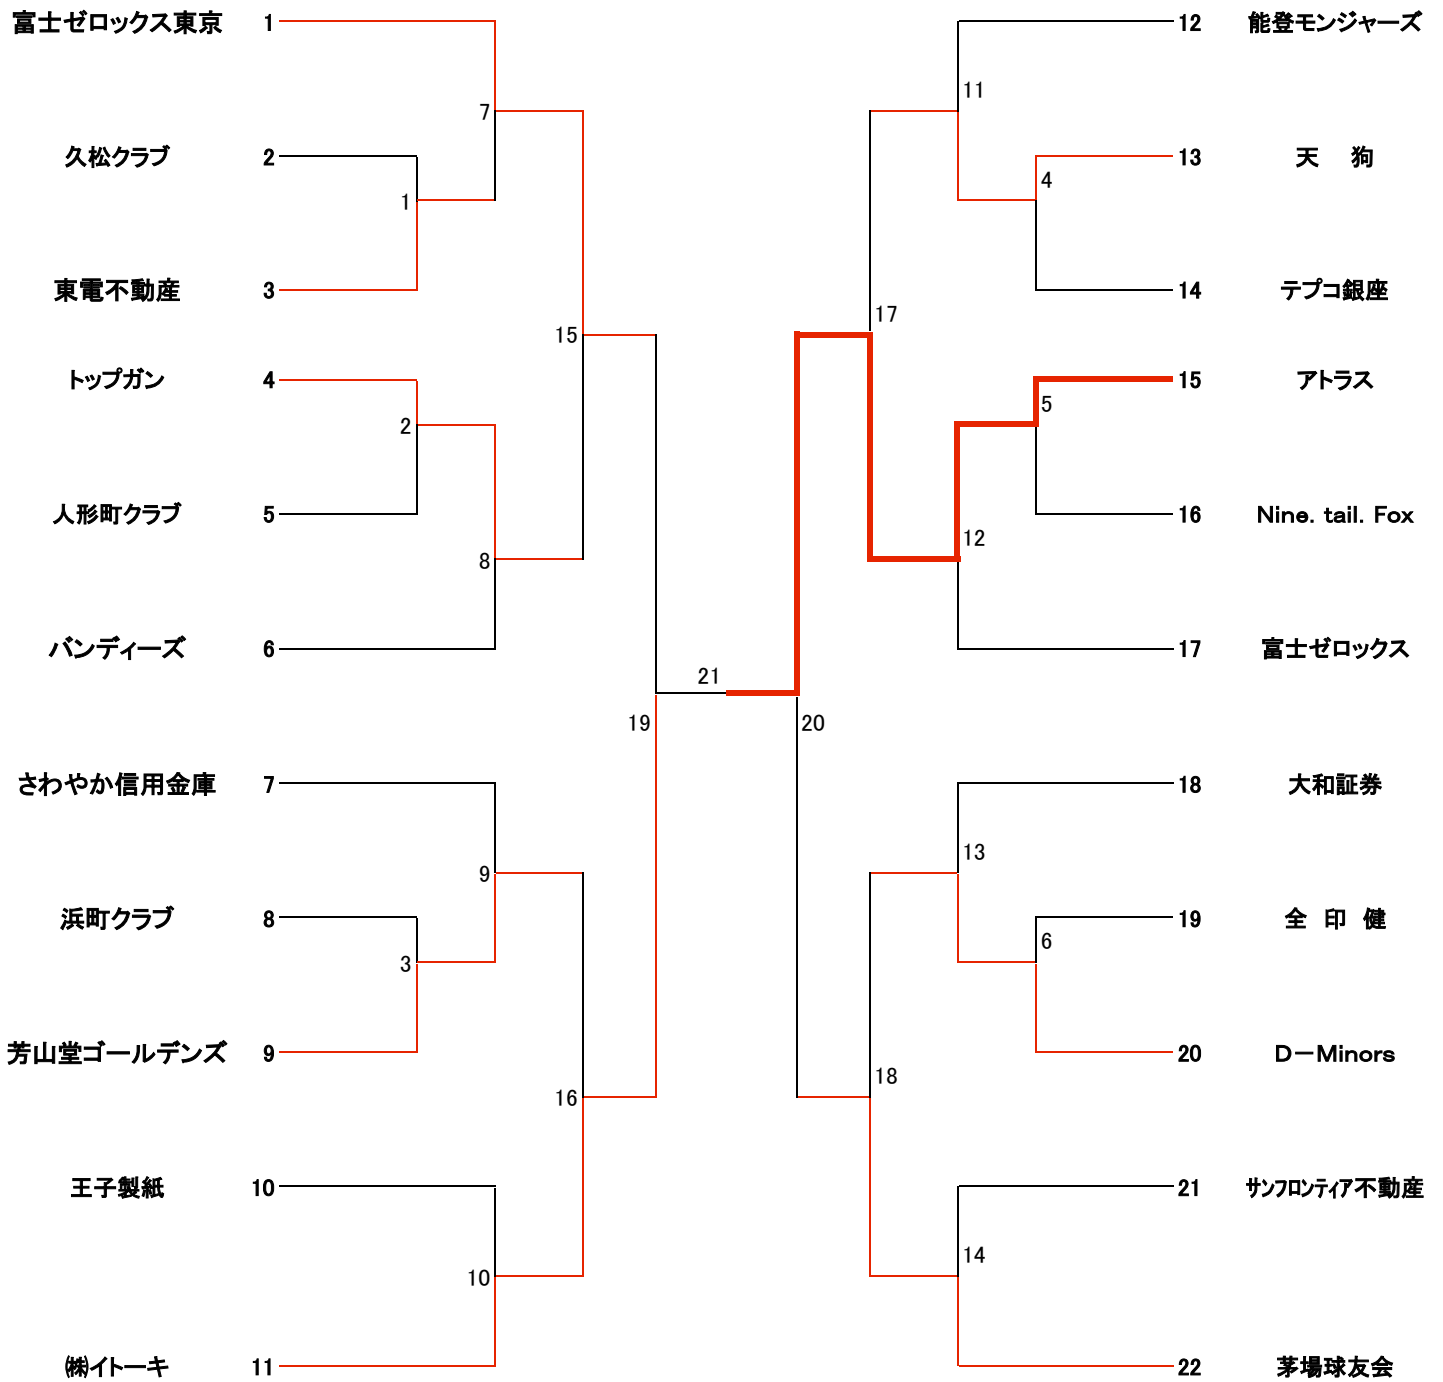 富士ゼロックス東京 1
久松クラブ 2
東電不動産 3
トップガン 4
人形町クラブ 5
バンディーズ 6
さわやか信用金庫 7
浜町クラブ 8
芳山堂ゴールデンズ 9
王子製紙 10
㈱イトーキ 11
7
1
15
2
8
21
19
9
3
16
10
11
4
17
5
12
20
13
6
18
14
12 能登モンジャーズ
13 天 狗
14 テプコ銀座
15 アトラス
16 Nine. tail. Fox
17 富士ゼロックス
18 大和証券
19 全 印 健
20 D－Minors
21 サンフロンティア不動産
22 茅場球友会